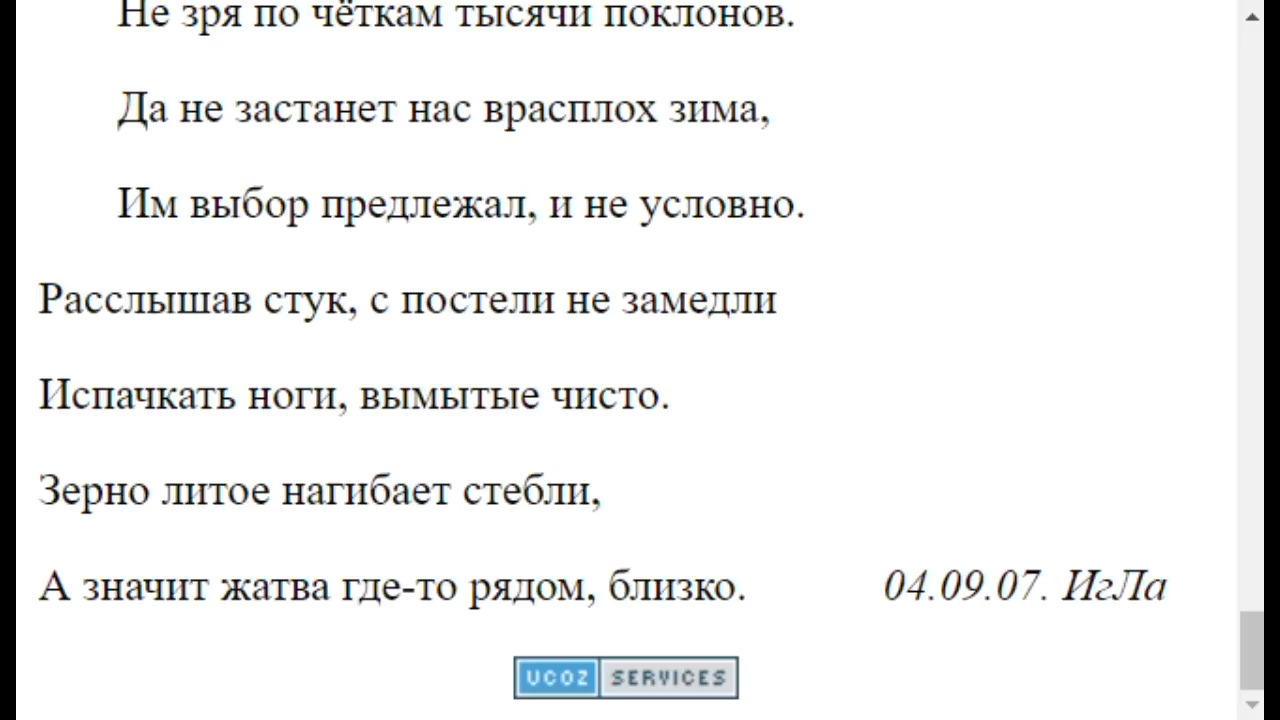 Не зря по чёткам тысячи поклонов.
Да не застанет нас врасплох зима,
Им выбор предлежал, и не условно.
Расслышав стук, с постели не замедли
Испачкать ноги, вымытые чисто.
Зерно литое нагибает стебли,
А значит жатва где-то рядом, близко. 04.09.07. ИгЛа
UCOZ SERVICES